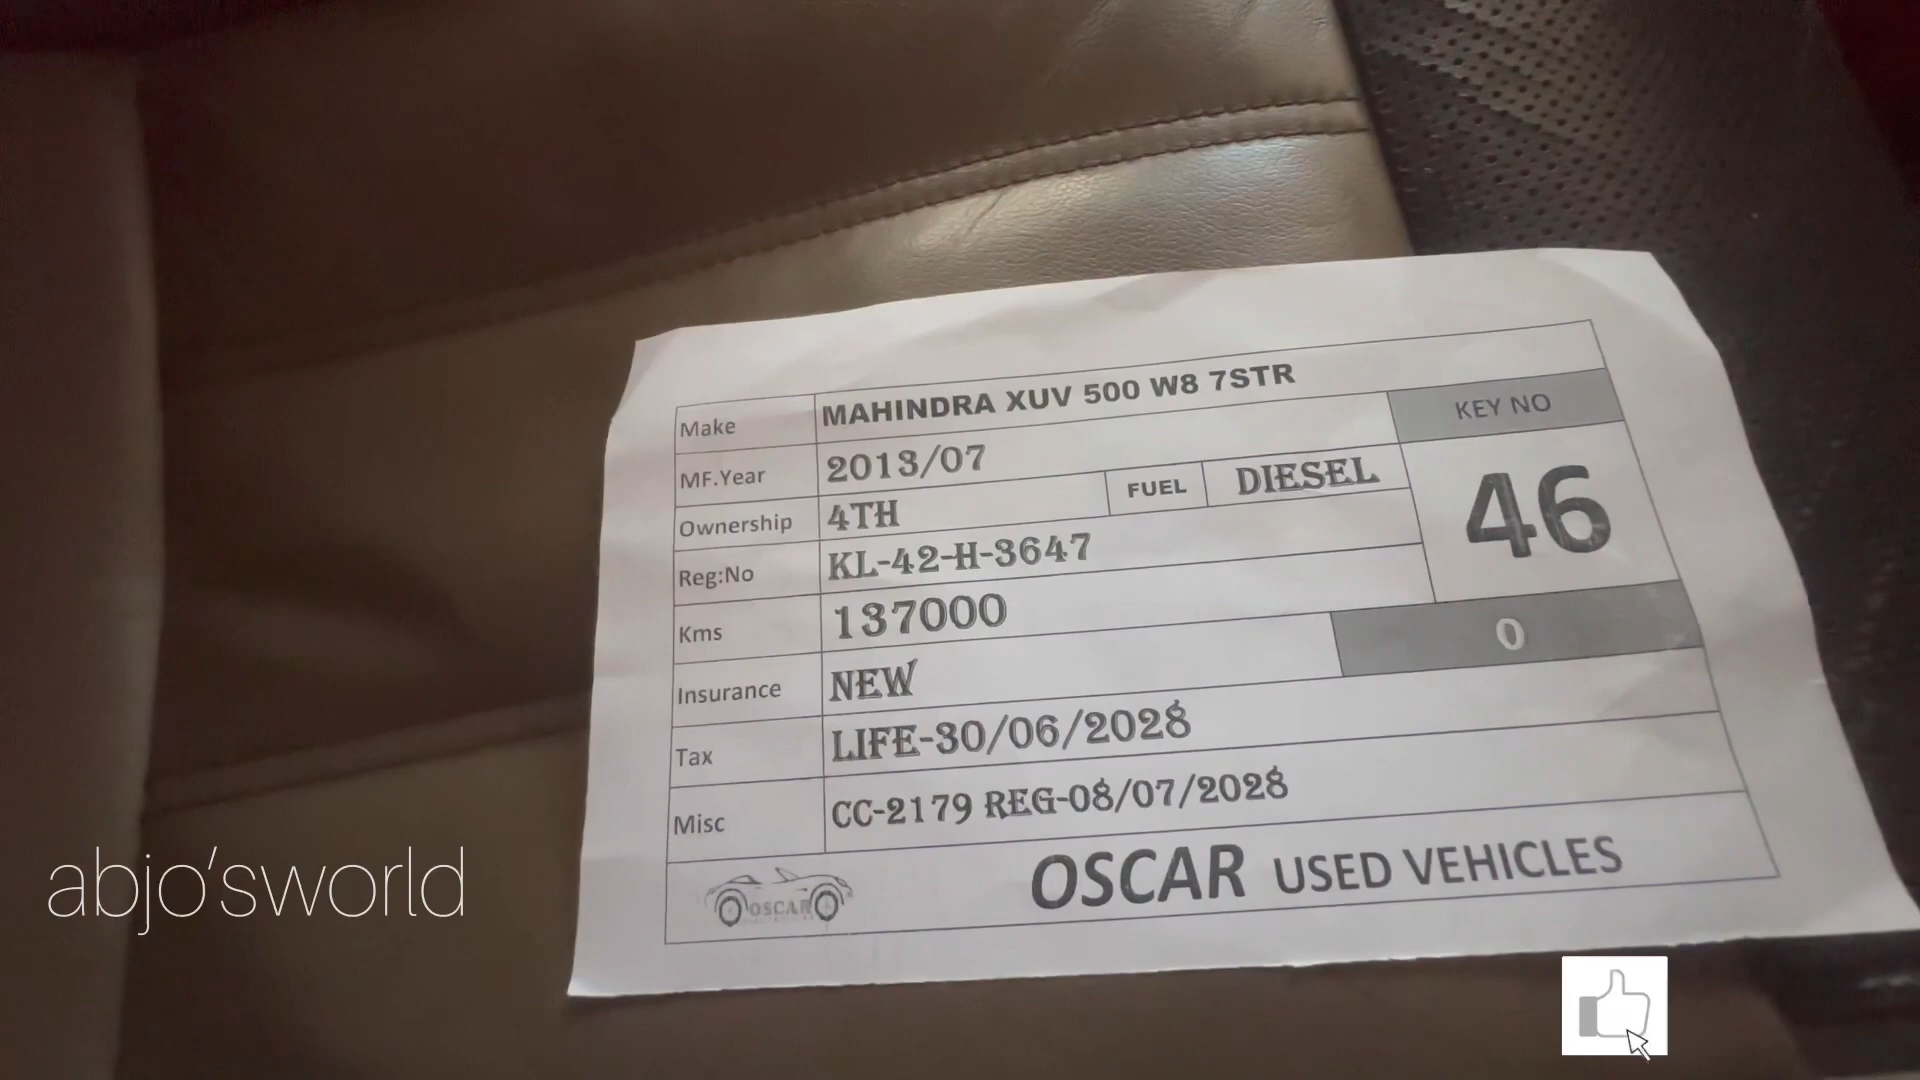 Make MAHINDRA XUV 500 W8 7STR
MF.Year 2013/07 KEY NO
Ownership 4TH FUEL DIESEL 46
Reg:No KL-42-H-3647
Kms 137000
Insurance NEW 0
Tax LIFE-30/06/2028
Misc CC-2179 REG-08/07/2028
OSCAR OSCAR USED VEHICLES
abjo'sworld